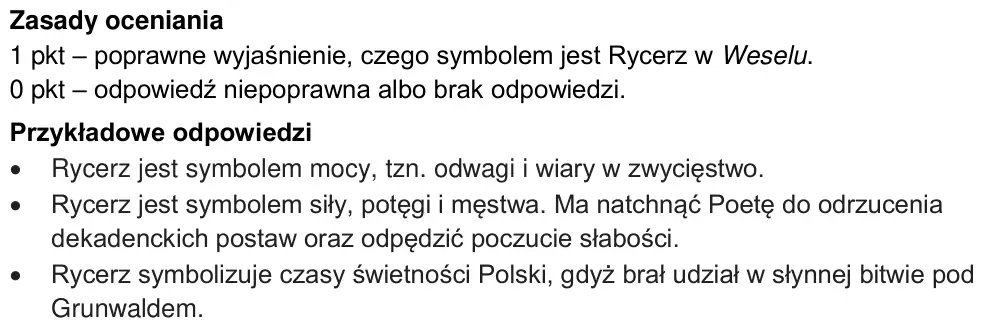 Zasady oceniania
1 pkt – poprawne wyjaśnienie, czego symbolem jest Rycerz w Weselu.
0 pkt – odpowiedź niepoprawna albo brak odpowiedzi.
Przykładowe odpowiedzi
• Rycerz jest symbolem mocy, tzn. odwagi i wiary w zwycięstwo.
• Rycerz jest symbolem siły, potęgi i męstwa. Ma natchnąć Poetę do odrzucenia
dekadenckich postaw oraz odpędzić poczucie słabości.
• Rycerz symbolizuje czasy świetności Polski, gdyż brał udział w słynnej bitwie pod
Grunwaldem.